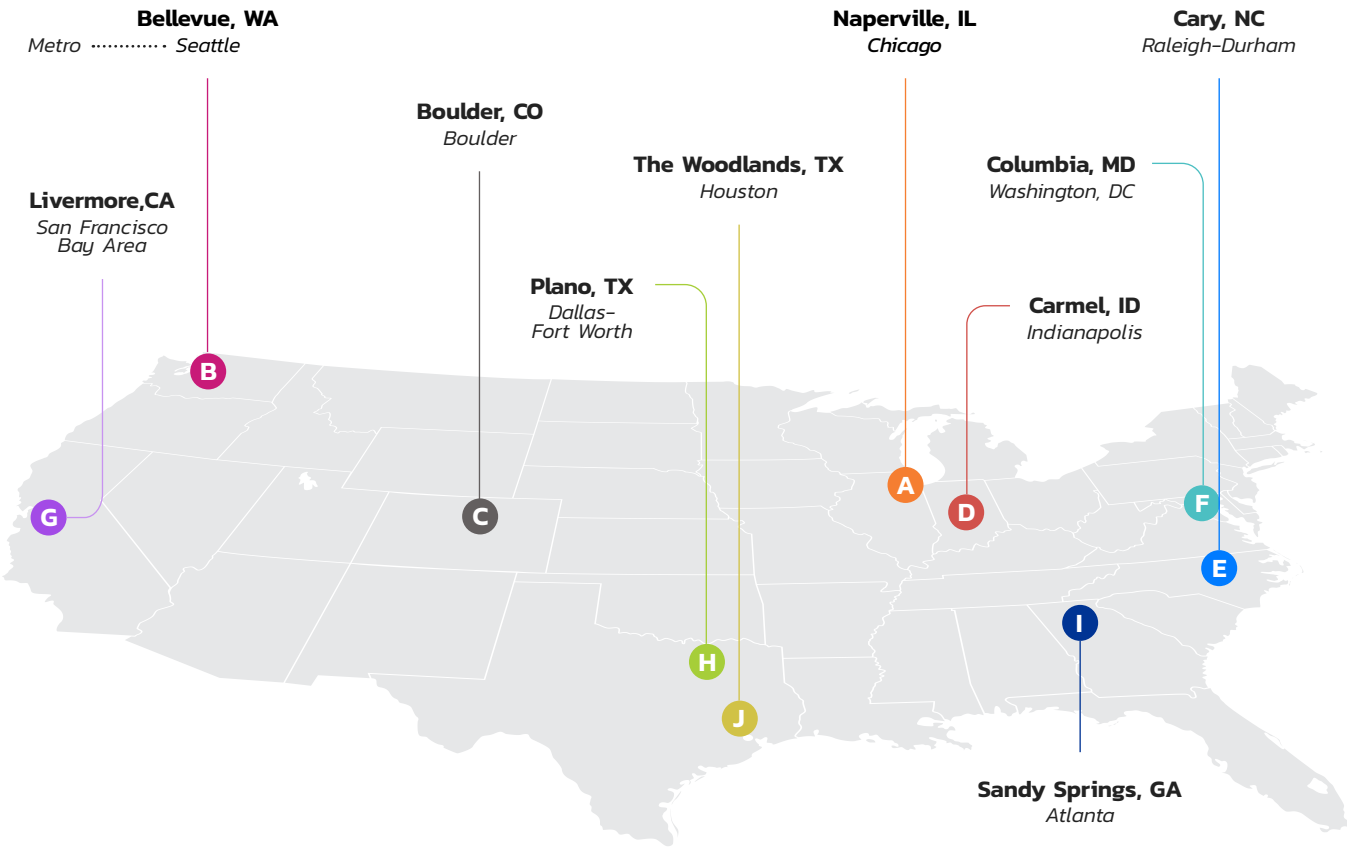 Bellevue, WA
Metro ············ Seattle
Naperville, IL
Chicago
Cary, NC
Raleigh-Durham
Boulder, CO
Boulder
The Woodlands, TX
Houston
Columbia, MD
Washington, DC
Livermore,CA
San Francisco
Bay Area
Plano, TX
Dallas-
Fort Worth
Carmel, ID
Indianapolis
B
A
G
C
D
F
E
I
H
J
Sandy Springs, GA
Atlanta